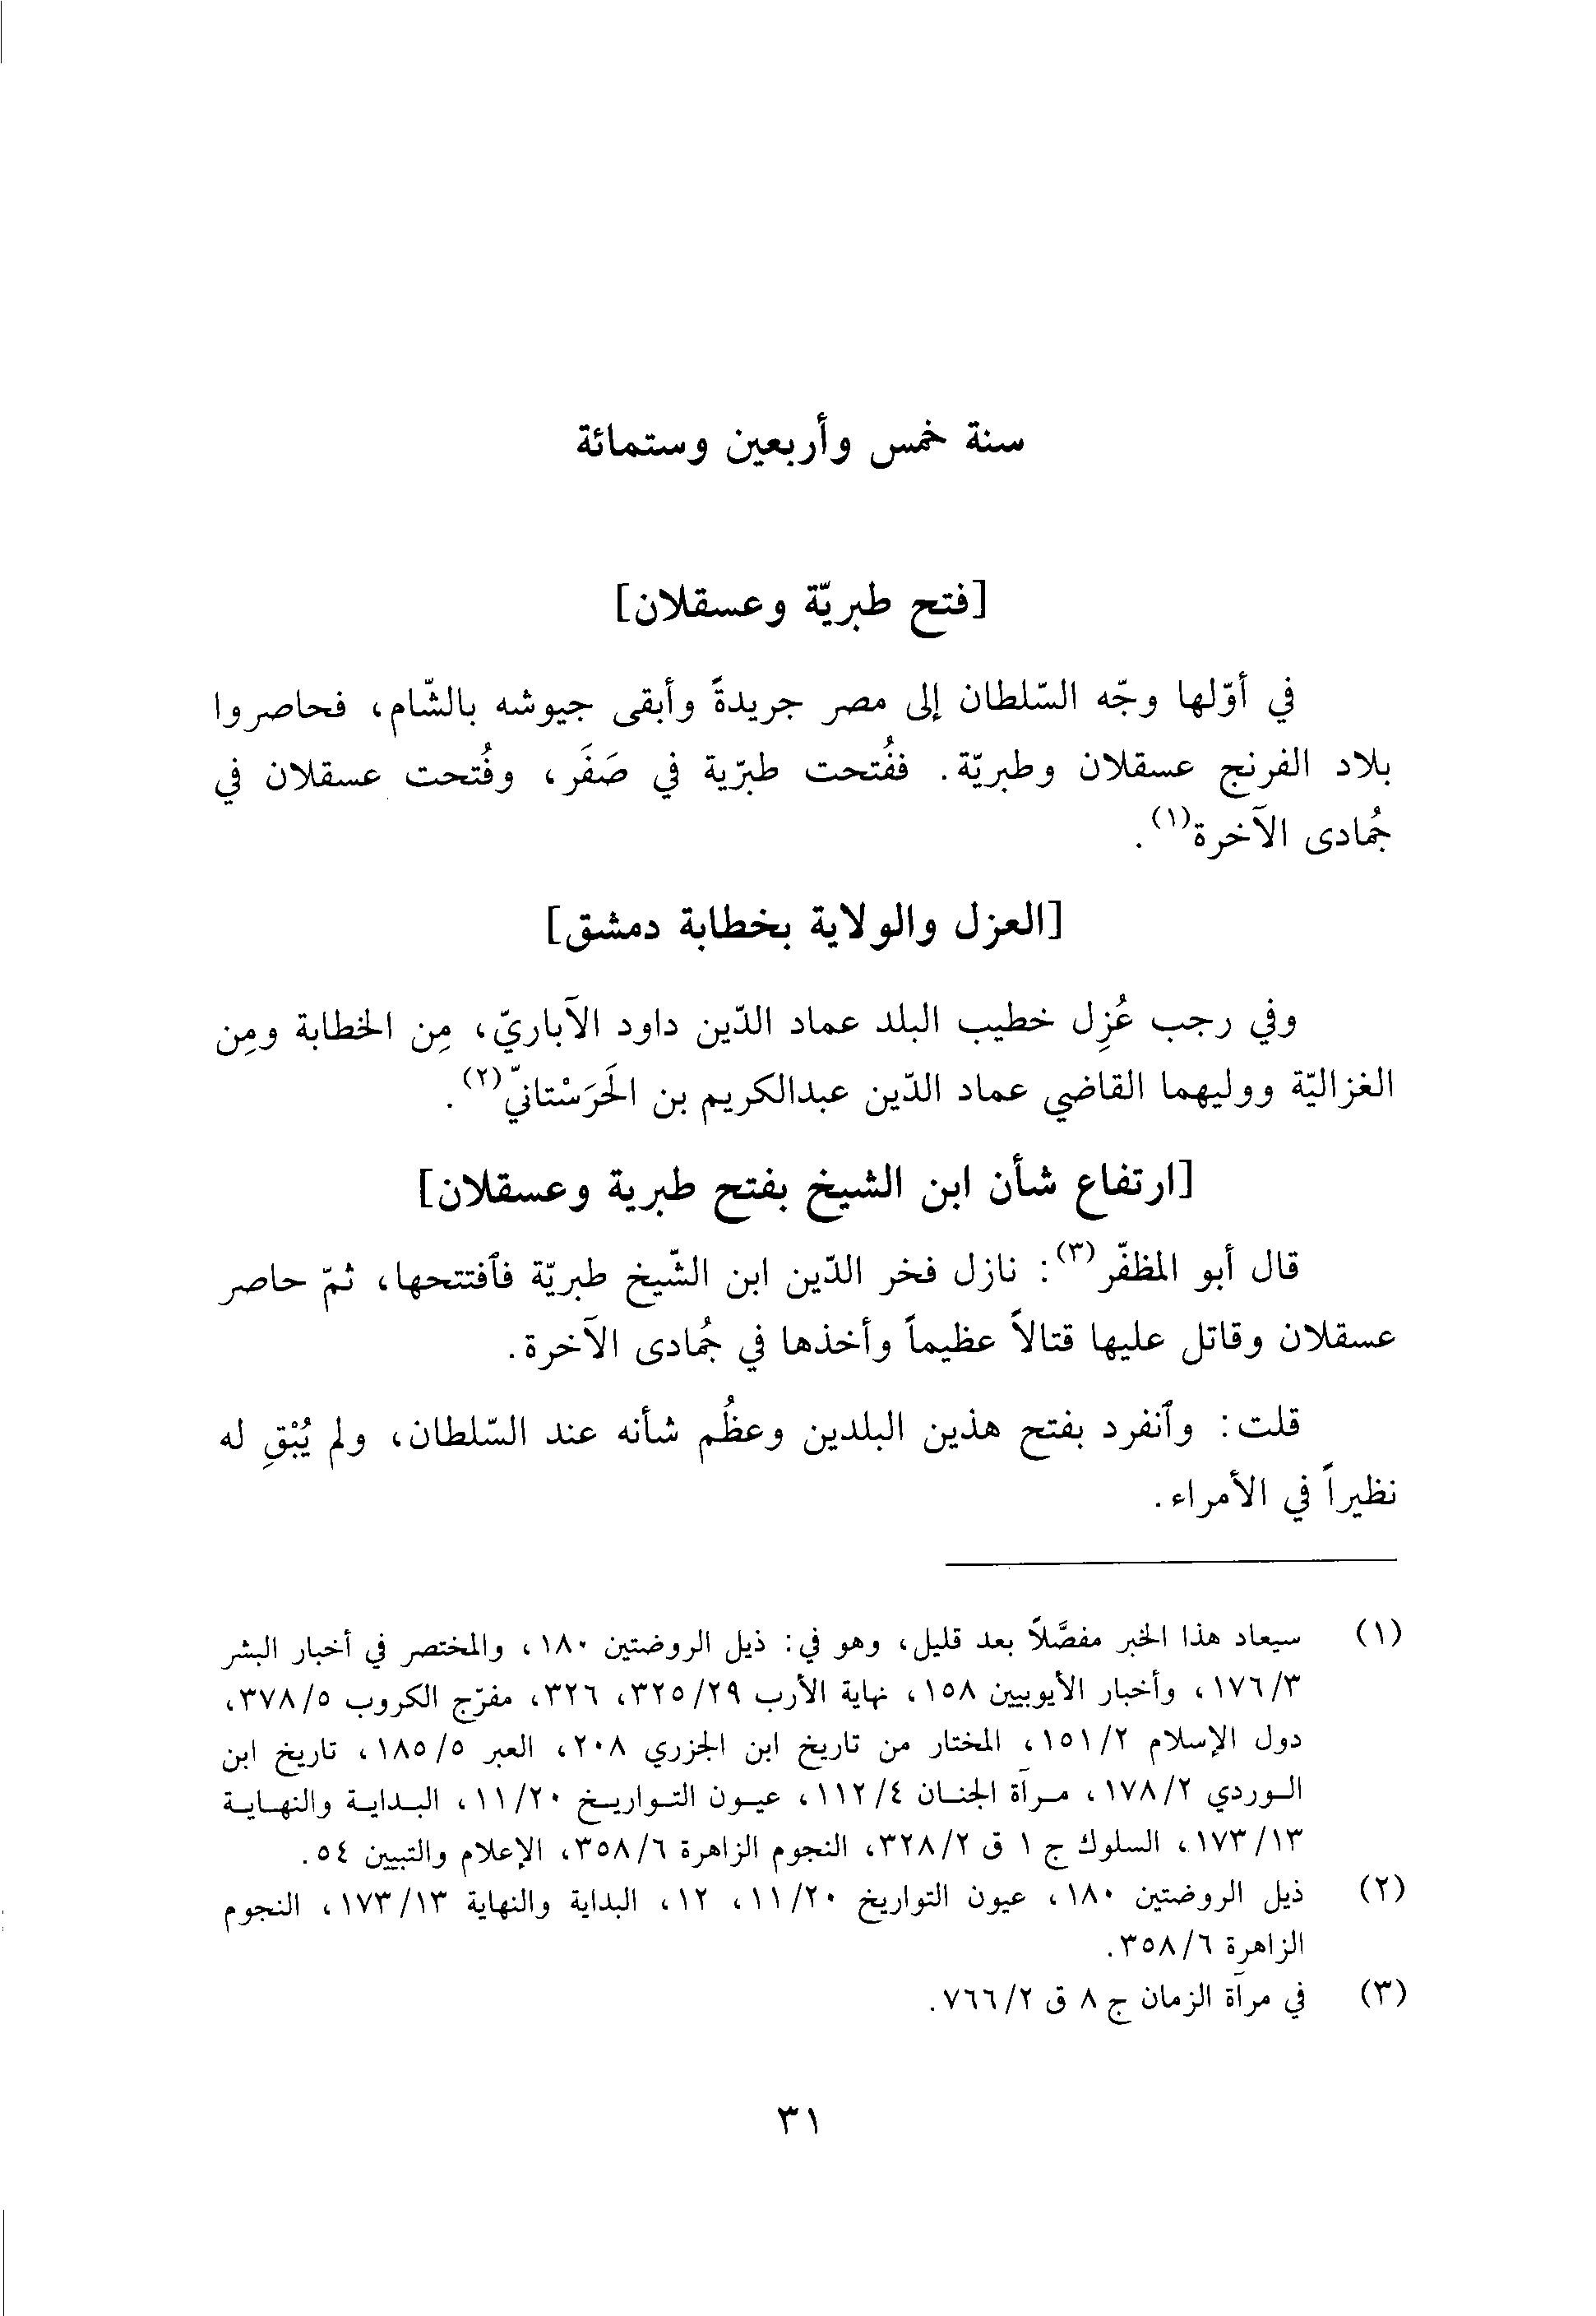 سنة خمس وأربعين وستمائة
[فتح طبريّة وعسقلان]
في أوّلها وجّه السّلطان إلى مصر جريدةً وأبقى جيوشه بالشّام، فحاصروا
بلاد الفرنج عسقلان وطبريّة. ففُتحت طبرّية في صَفَر، وفُتحت عسقلان في
جُمادى الآخرة(١).
[العزل والولاية بخطابة دمشق]
وفي رجب عُزِل خطيب البلد عماد الدّين داود الآباريّ، مِن الخطابة ومِن
الغزاليّة ووليهما القاضي عماد الدّين عبدالكريم بن الحَرَسْتانيّ(٢).
[ارتفاع شأن ابن الشيخ بفتح طبرية وعسقلان]
قال أبو المظفّر(٣): نازل فخر الدّين ابن الشّيخ طبريّة فٱفتتحها، ثمّ حاصر
عسقلان وقاتل عليها قتالاً عظيماً وأخذها في جُمادى الآخرة.
قلت: وٱنفرد بفتح هذين البلدين وعظُم شأنه عند السّلطان، ولم يُبْقِ له
نظيراً في الأمراء.
(١) سيعاد هذا الخبر مفصَّلاً بعد قليل، وهو في: ذيل الروضتين ١٨٠، والمختصر في أخبار البشر
٣/١٧٦، وأخبار الأيوبيين ١٥٨، نهاية الأرب ٢٩/٣٢٥، ٣٢٦، مفرّج الكروب ٥/٣٧٨،
دول الإسلام ٢/١٥١، المختار من تاريخ ابن الجزري ٢٠٨، العبر ٥/١٨٥، تاريخ ابن
الوردي ٢/١٧٨، مرآة الجنان ٤/١١٢، عيون التواريخ ٢٠/١١، البداية والنهاية
١٣/١٧٣، السلوك ج ١ ق ٢/٣٢٨، النجوم الزاهرة ٦/٣٥٨، الإعلام والتبيين ٥٤.
(٢) ذيل الروضتين ١٨٠، عيون التواريخ ٢٠/١١، ١٢، البداية والنهاية ١٣/١٧٣، النجوم
الزاهرة ٦/٣٥٨.
(٣) في مرآة الزمان ج ٨ ق ٢/٧٦٦.
٣١